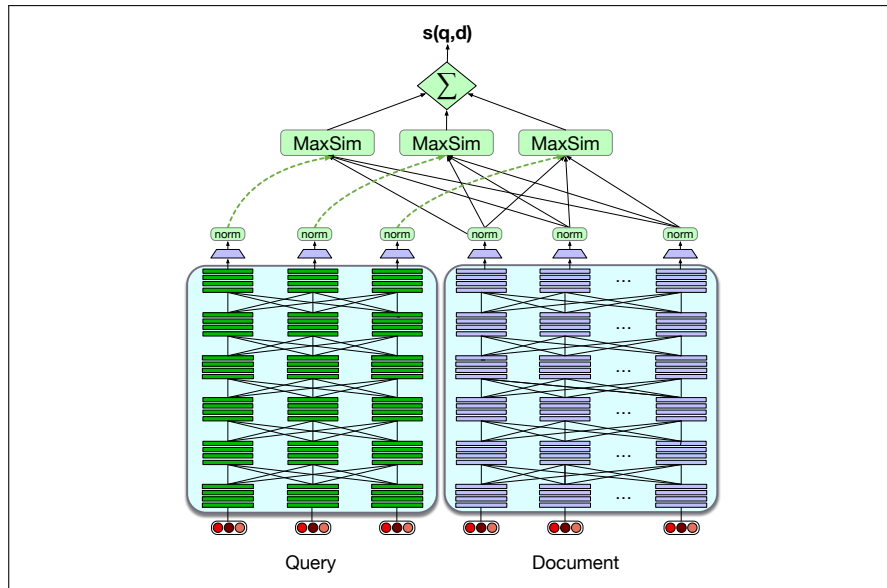 s(q,d)
∑
MaxSim MaxSim MaxSim
norm norm norm norm norm norm
...
...
...
...
...
...
Query Document